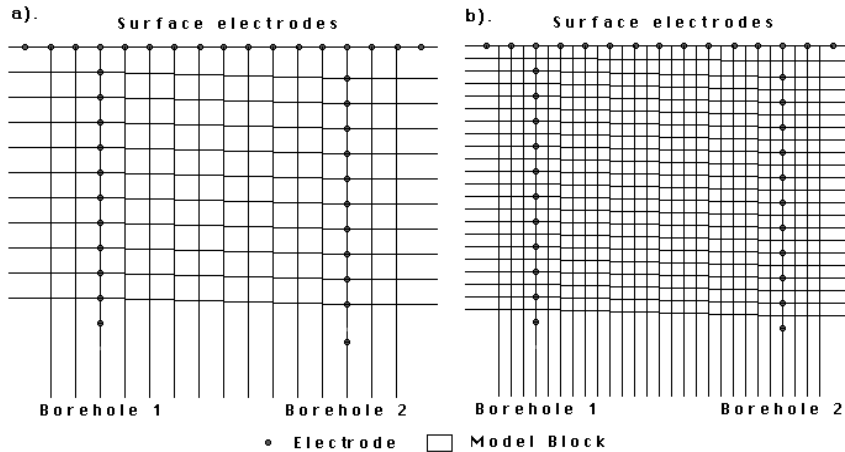 a).
Surface electrodes
Borehole 1
Borehole 2
b).
Surface electrodes
Borehole 1
Borehole 2
Electrode
Model Block